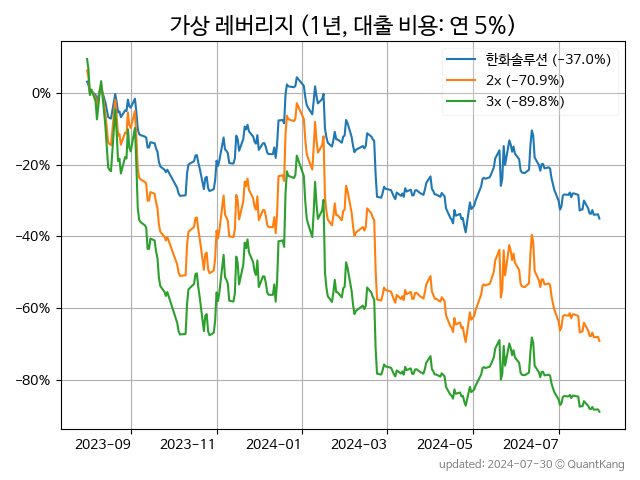 가상 레버리지 (1년, 대출 비용: 연 5%)
한화솔루션 (−37.0%)
2x (−70.9%)
3x (−89.8%)
0%
−20%
−40%
−60%
−80%
2023-09 2023-11 2024-01 2024-03 2024-05 2024-07
updated: 2024-07-30 © QuantKang